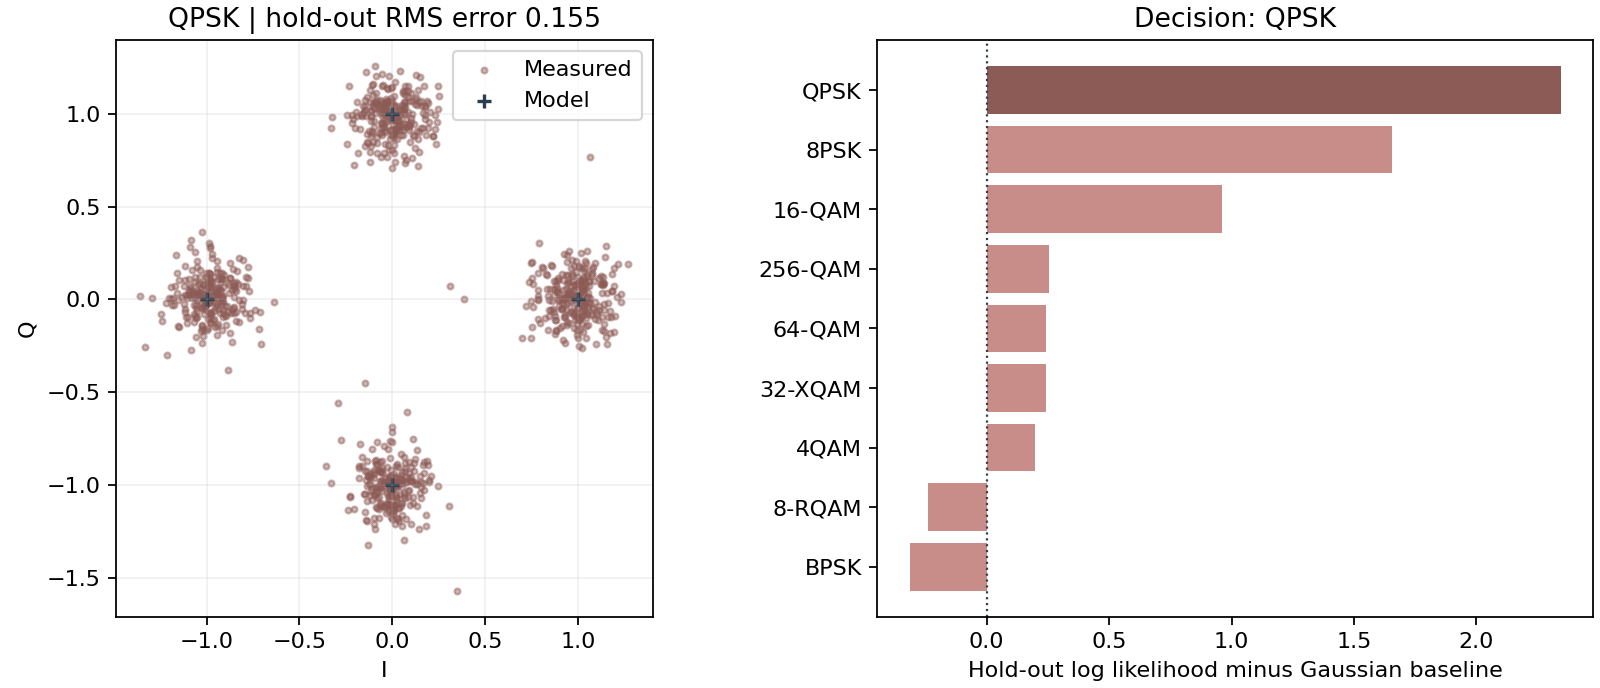 QPSK | hold-out RMS error 0.155
Measured
Model
1.0
0.5
0.0
−0.5
−1.0
−1.5
Q
−1.0
−0.5
0.0
0.5
1.0
I
Decision: QPSK
QPSK
8PSK
16-QAM
256-QAM
64-QAM
32-XQAM
4QAM
8-RQAM
BPSK
0.0
0.5
1.0
1.5
2.0
Hold-out log likelihood minus Gaussian baseline